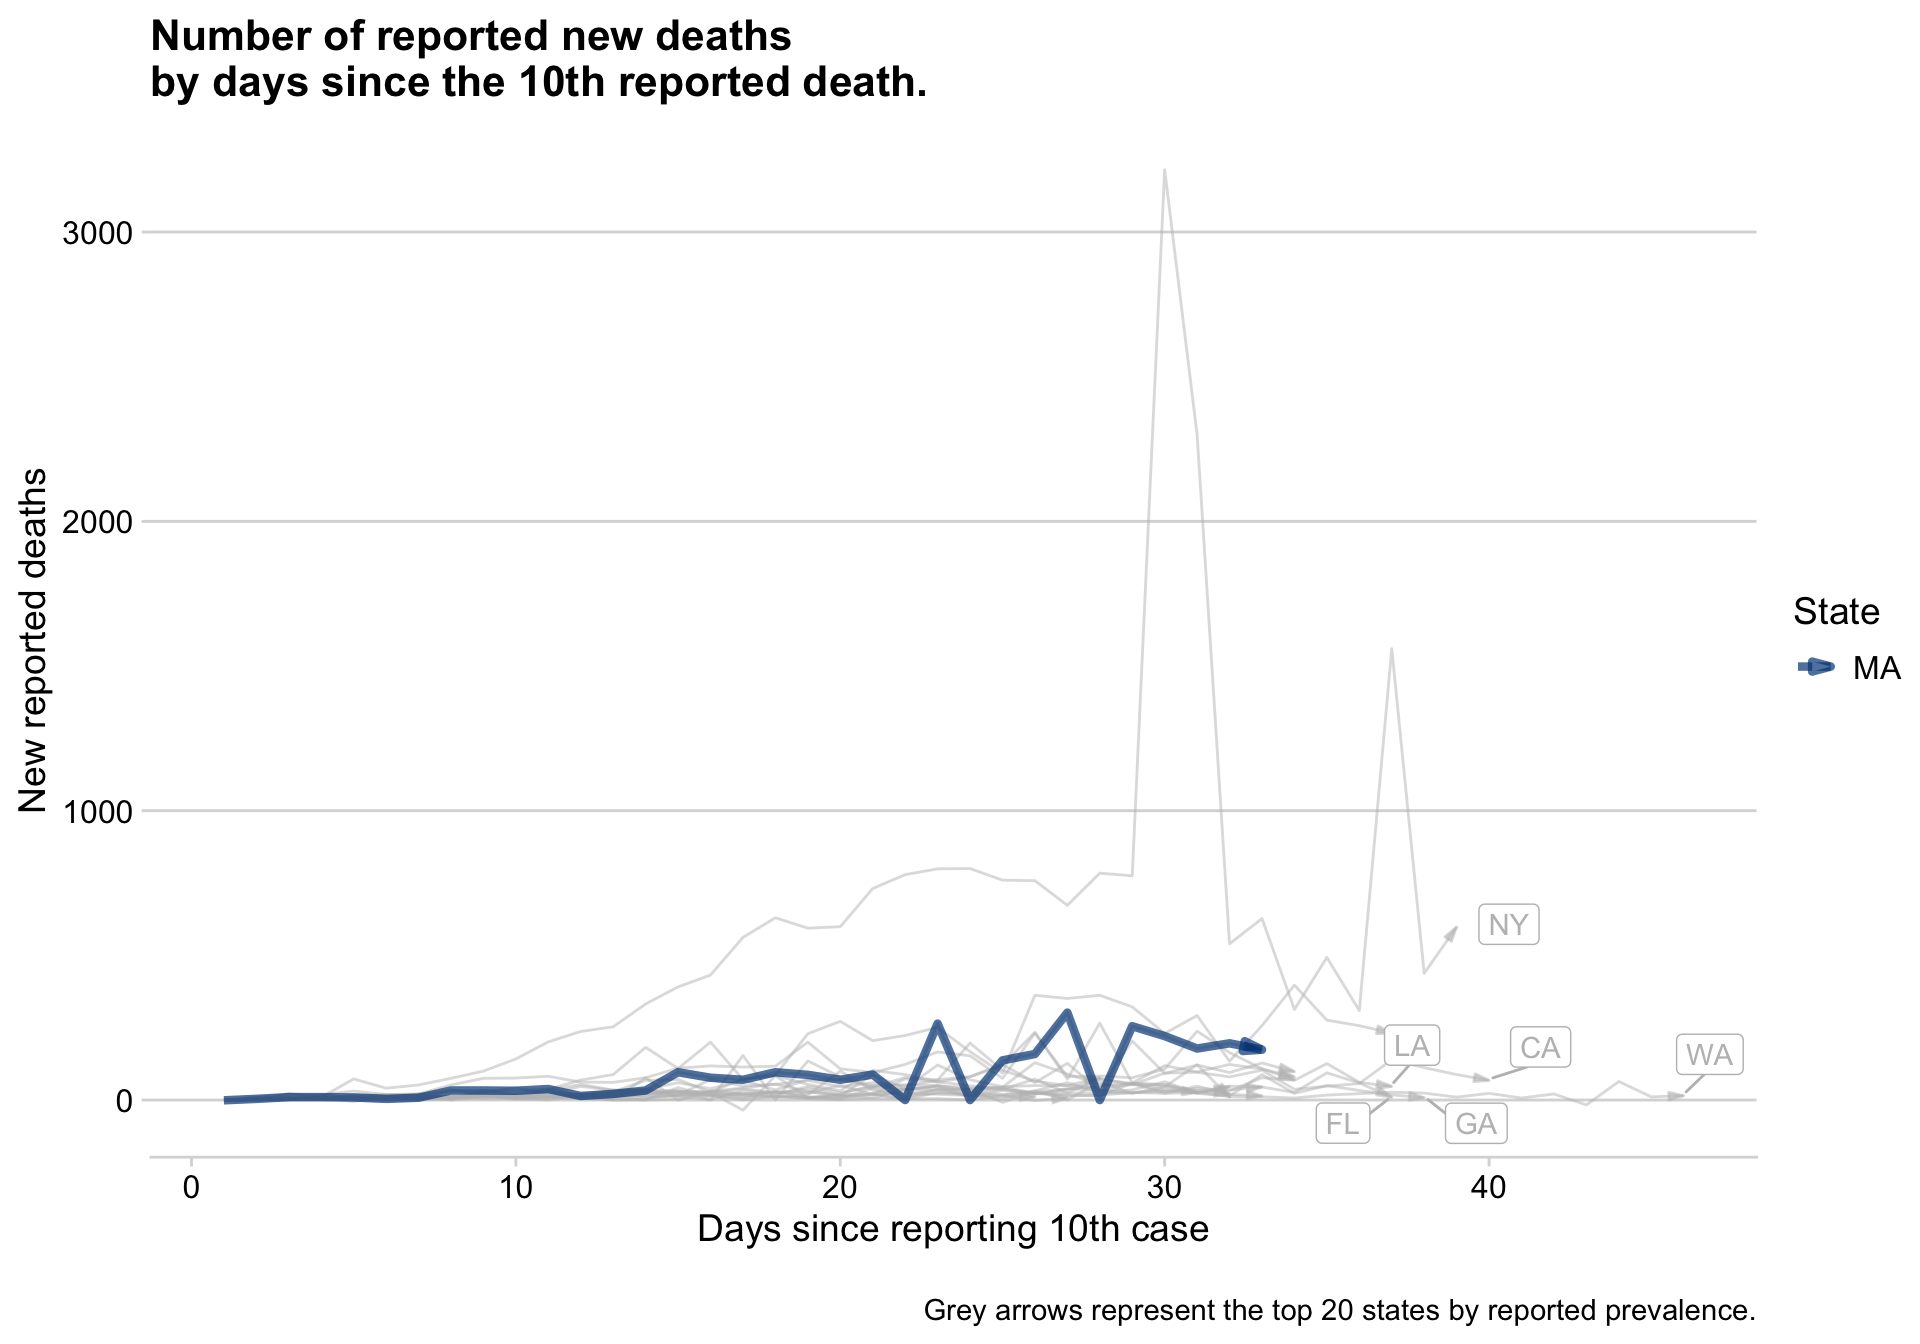 Number of reported new deaths
by days since the 10th reported death.
New reported deaths
3000
2000
1000
0
NY
LA
CA
WA
FL
GA
State
MA
0
10
20
30
40
Days since reporting 10th case
Grey arrows represent the top 20 states by reported prevalence.